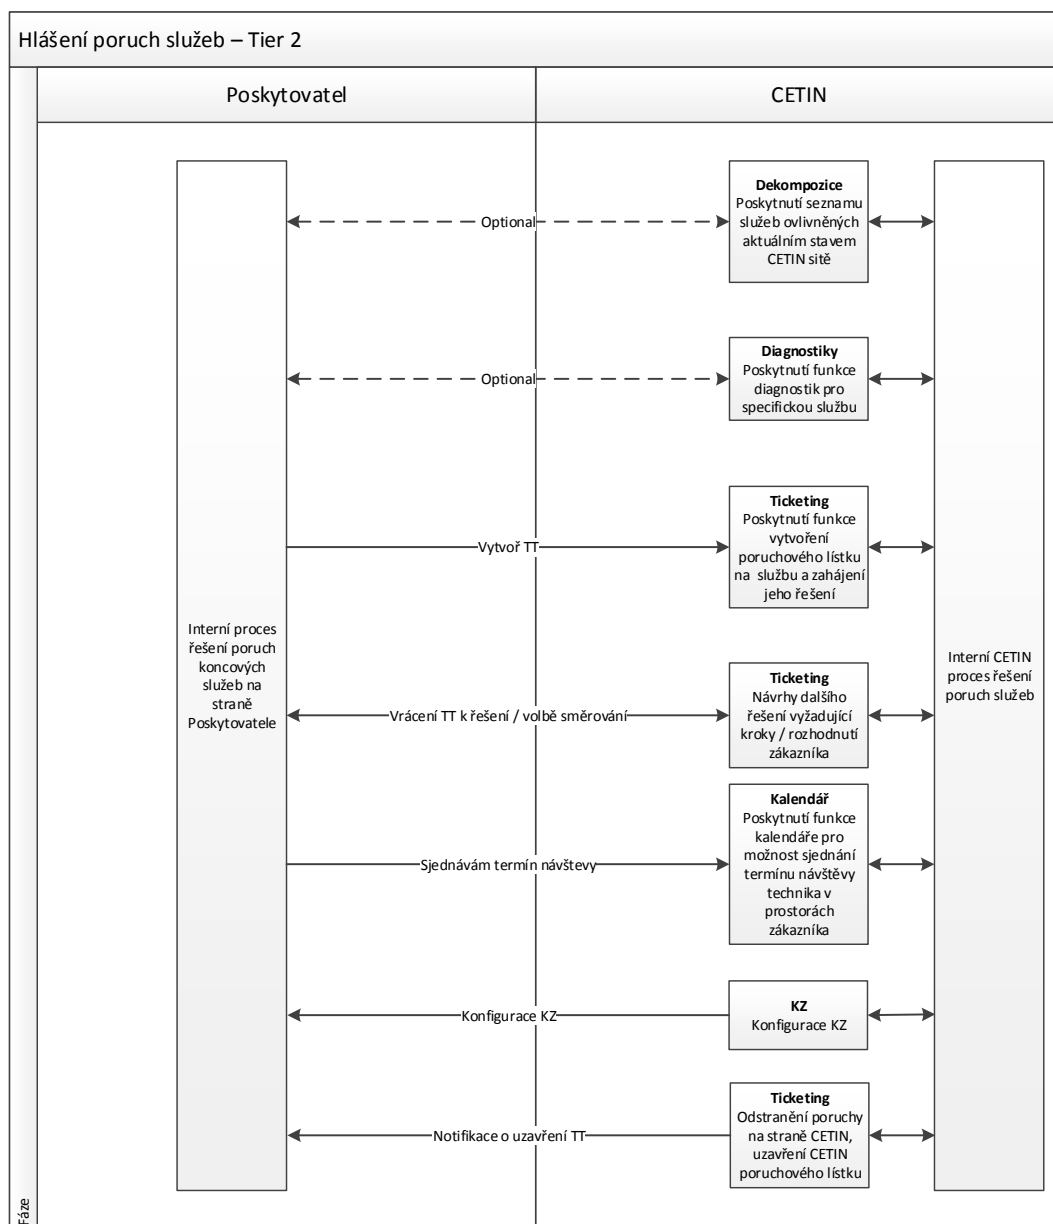 Hlášení poruch služeb – Tier 2
Poskytovatel
CETIN
Dekompozice
Poskytnutí seznamu
služeb ovlivněných
aktuálním stavem
CETIN sitě
Optional
Diagnostiky
Poskytnutí funkce
diagnostik pro
specifickou službu
Optional
Ticketing
Poskytnutí funkce
vytvoření
poruchového lístku
na službu a zahájení
jeho řešení
Vytvoř TT
Interní proces
řešení poruch
koncových
služeb na
straně
Poskytovatele
Interní CETIN
proces řešení
poruch služeb
Ticketing
Návrhy dalšího
řešení vyžadující
kroky / rozhodnutí
zákazníka
Vrácení TT k řešení / volbě směrování
Kalendář
Poskytnutí funkce
kalendáře pro
možnost sjednání
termínu návštěvy
technika v
prostorách
zákazníka
Sjednávám termín návštevy
KZ
Konfigurace KZ
Konfigurace KZ
Ticketing
Odstranění poruchy
na straně CETIN,
uzavření CETIN
poruchového lístku
Notifikace o uzavření TT
Fáze